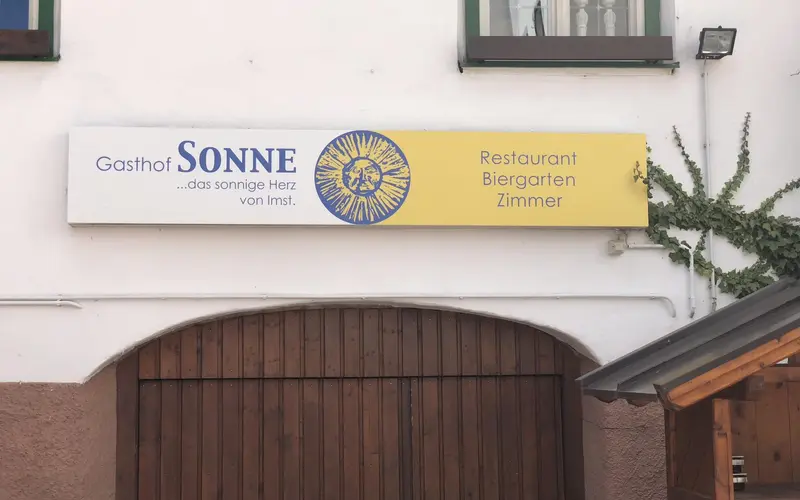 Gasthof SONNE
...das sonnige Herz
von Imst.
Restaurant
Biergarten
Zimmer